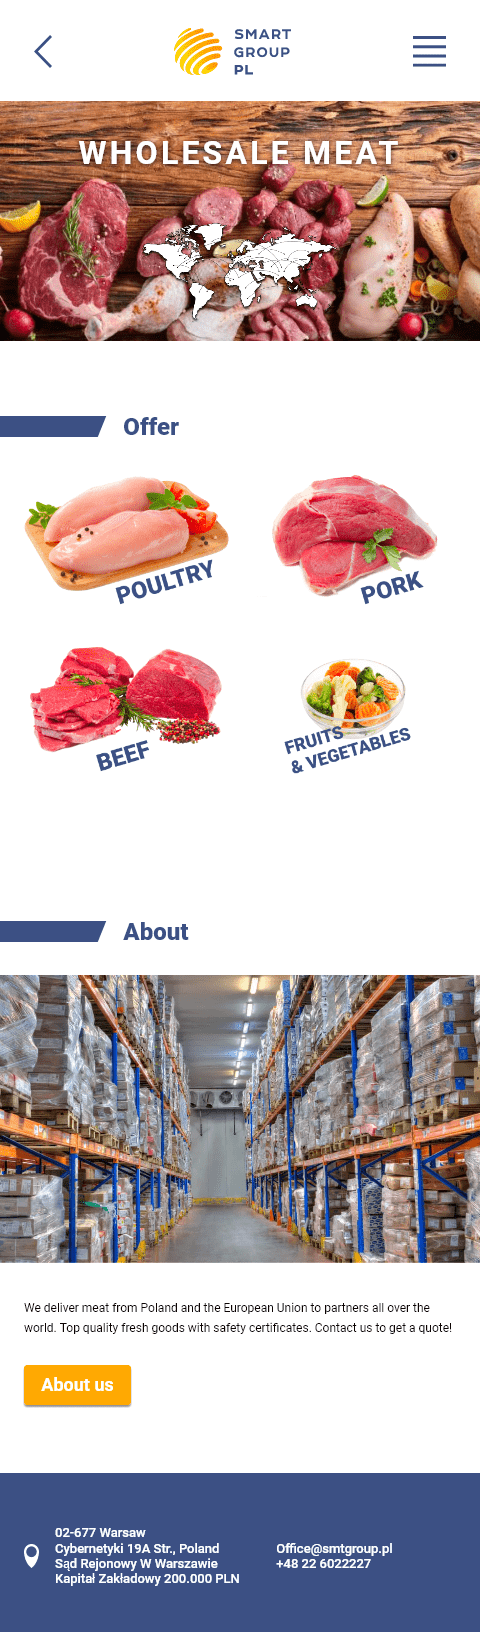 SMART
GROUP
PL
WHOLESALE MEAT
Offer
POULTRY
PORK
BEEF
FRUITS
& VEGETABLES
About
We deliver meat from Poland and the European Union to partners all over the
world. Top quality fresh goods with safety certificates. Contact us to get a quote!
About us
02-677 Warsaw
Cybernetyki 19A Str., Poland
Sąd Rejonowy W Warszawie
Kapitał Zakładowy 200.000 PLN
Office@smtgroup.pl
+48 22 6022227